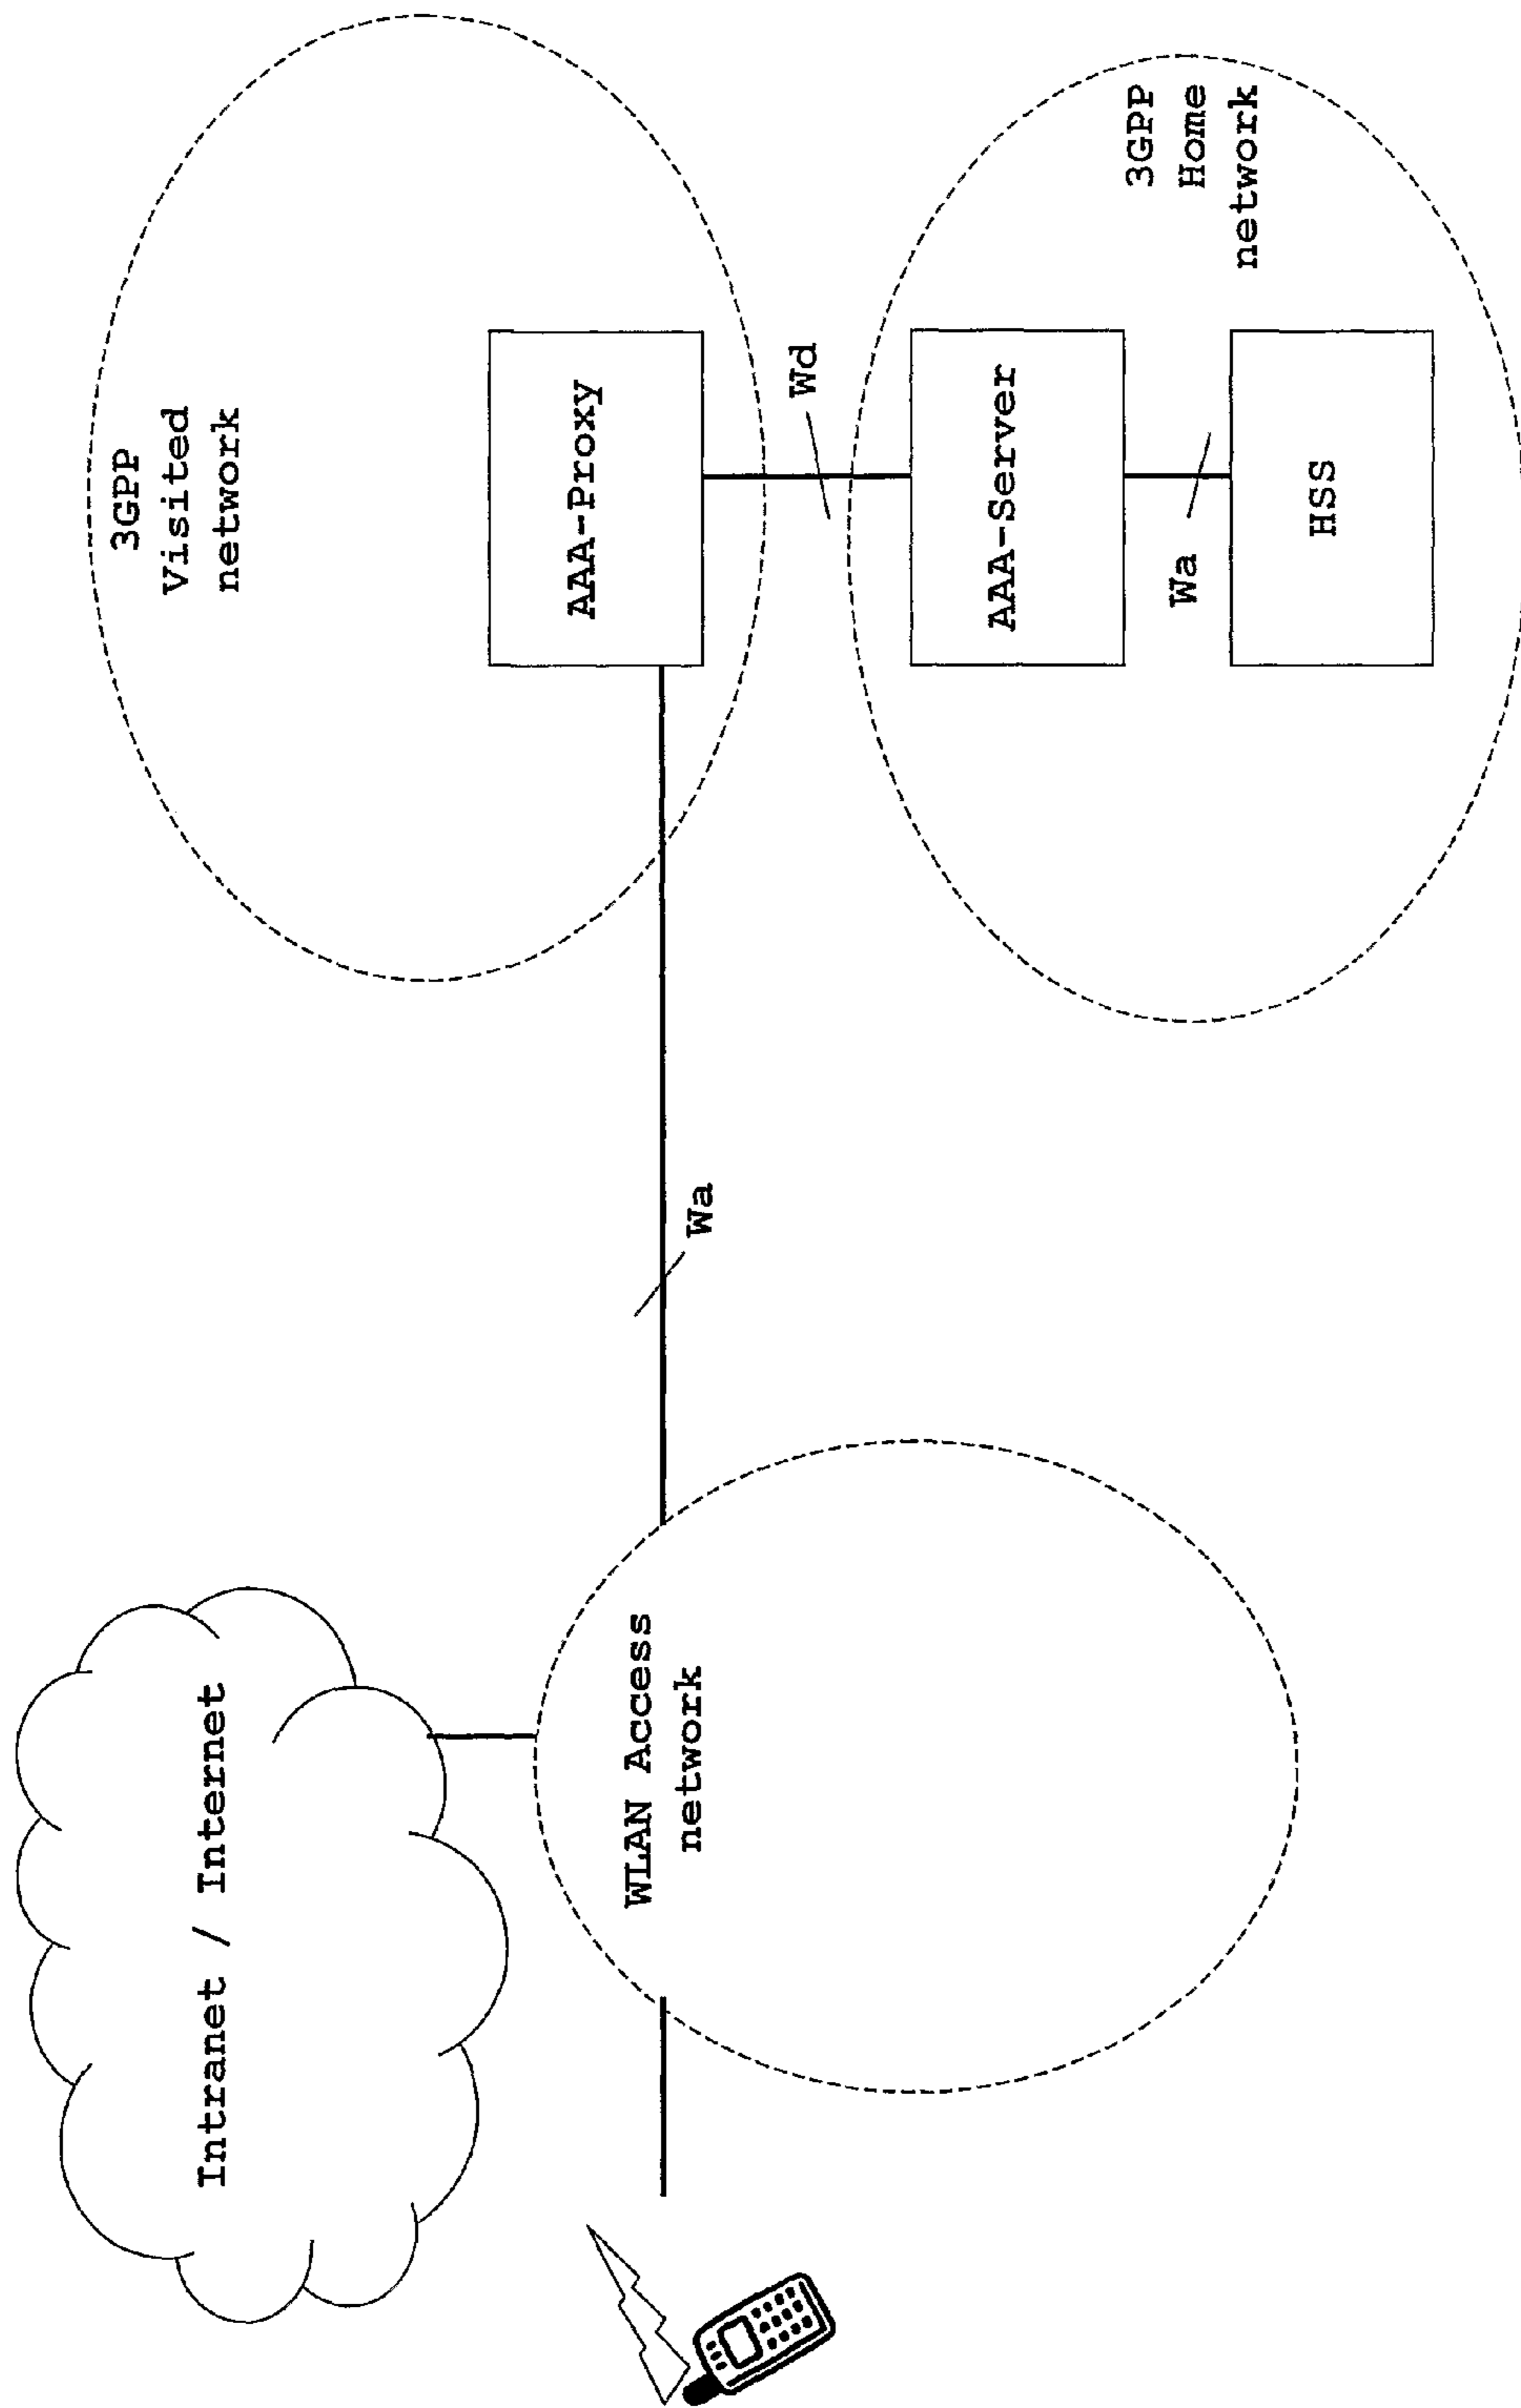 Intranet / Internet
WLAN Access
network
Wa
3GPP
Visited
network
AAA-Proxy
Wd
AAA-Server
Wa
HSS
3GPP
Home
network